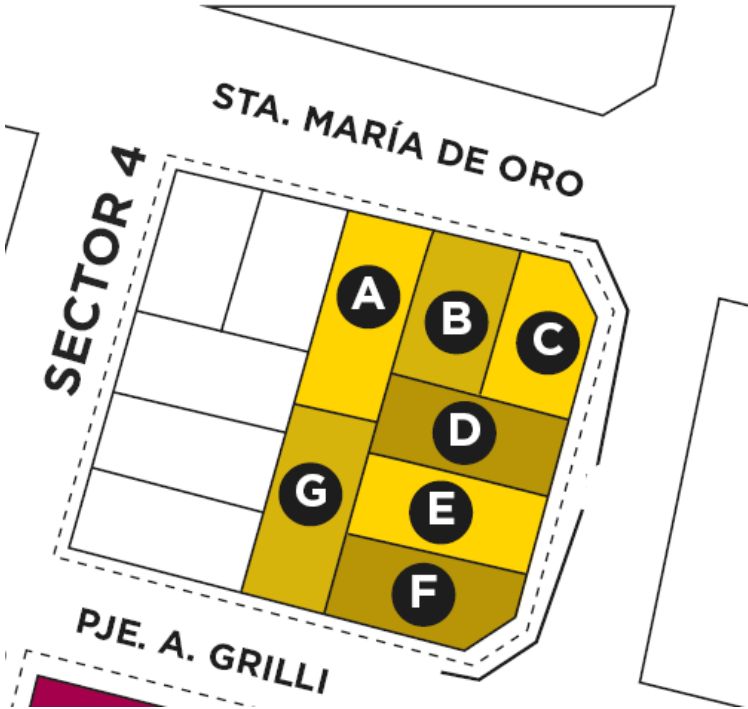 STA. MARÍA DE ORO
SECTOR 4
A
B
C
D
E
G
F
PJE. A. GRILLI